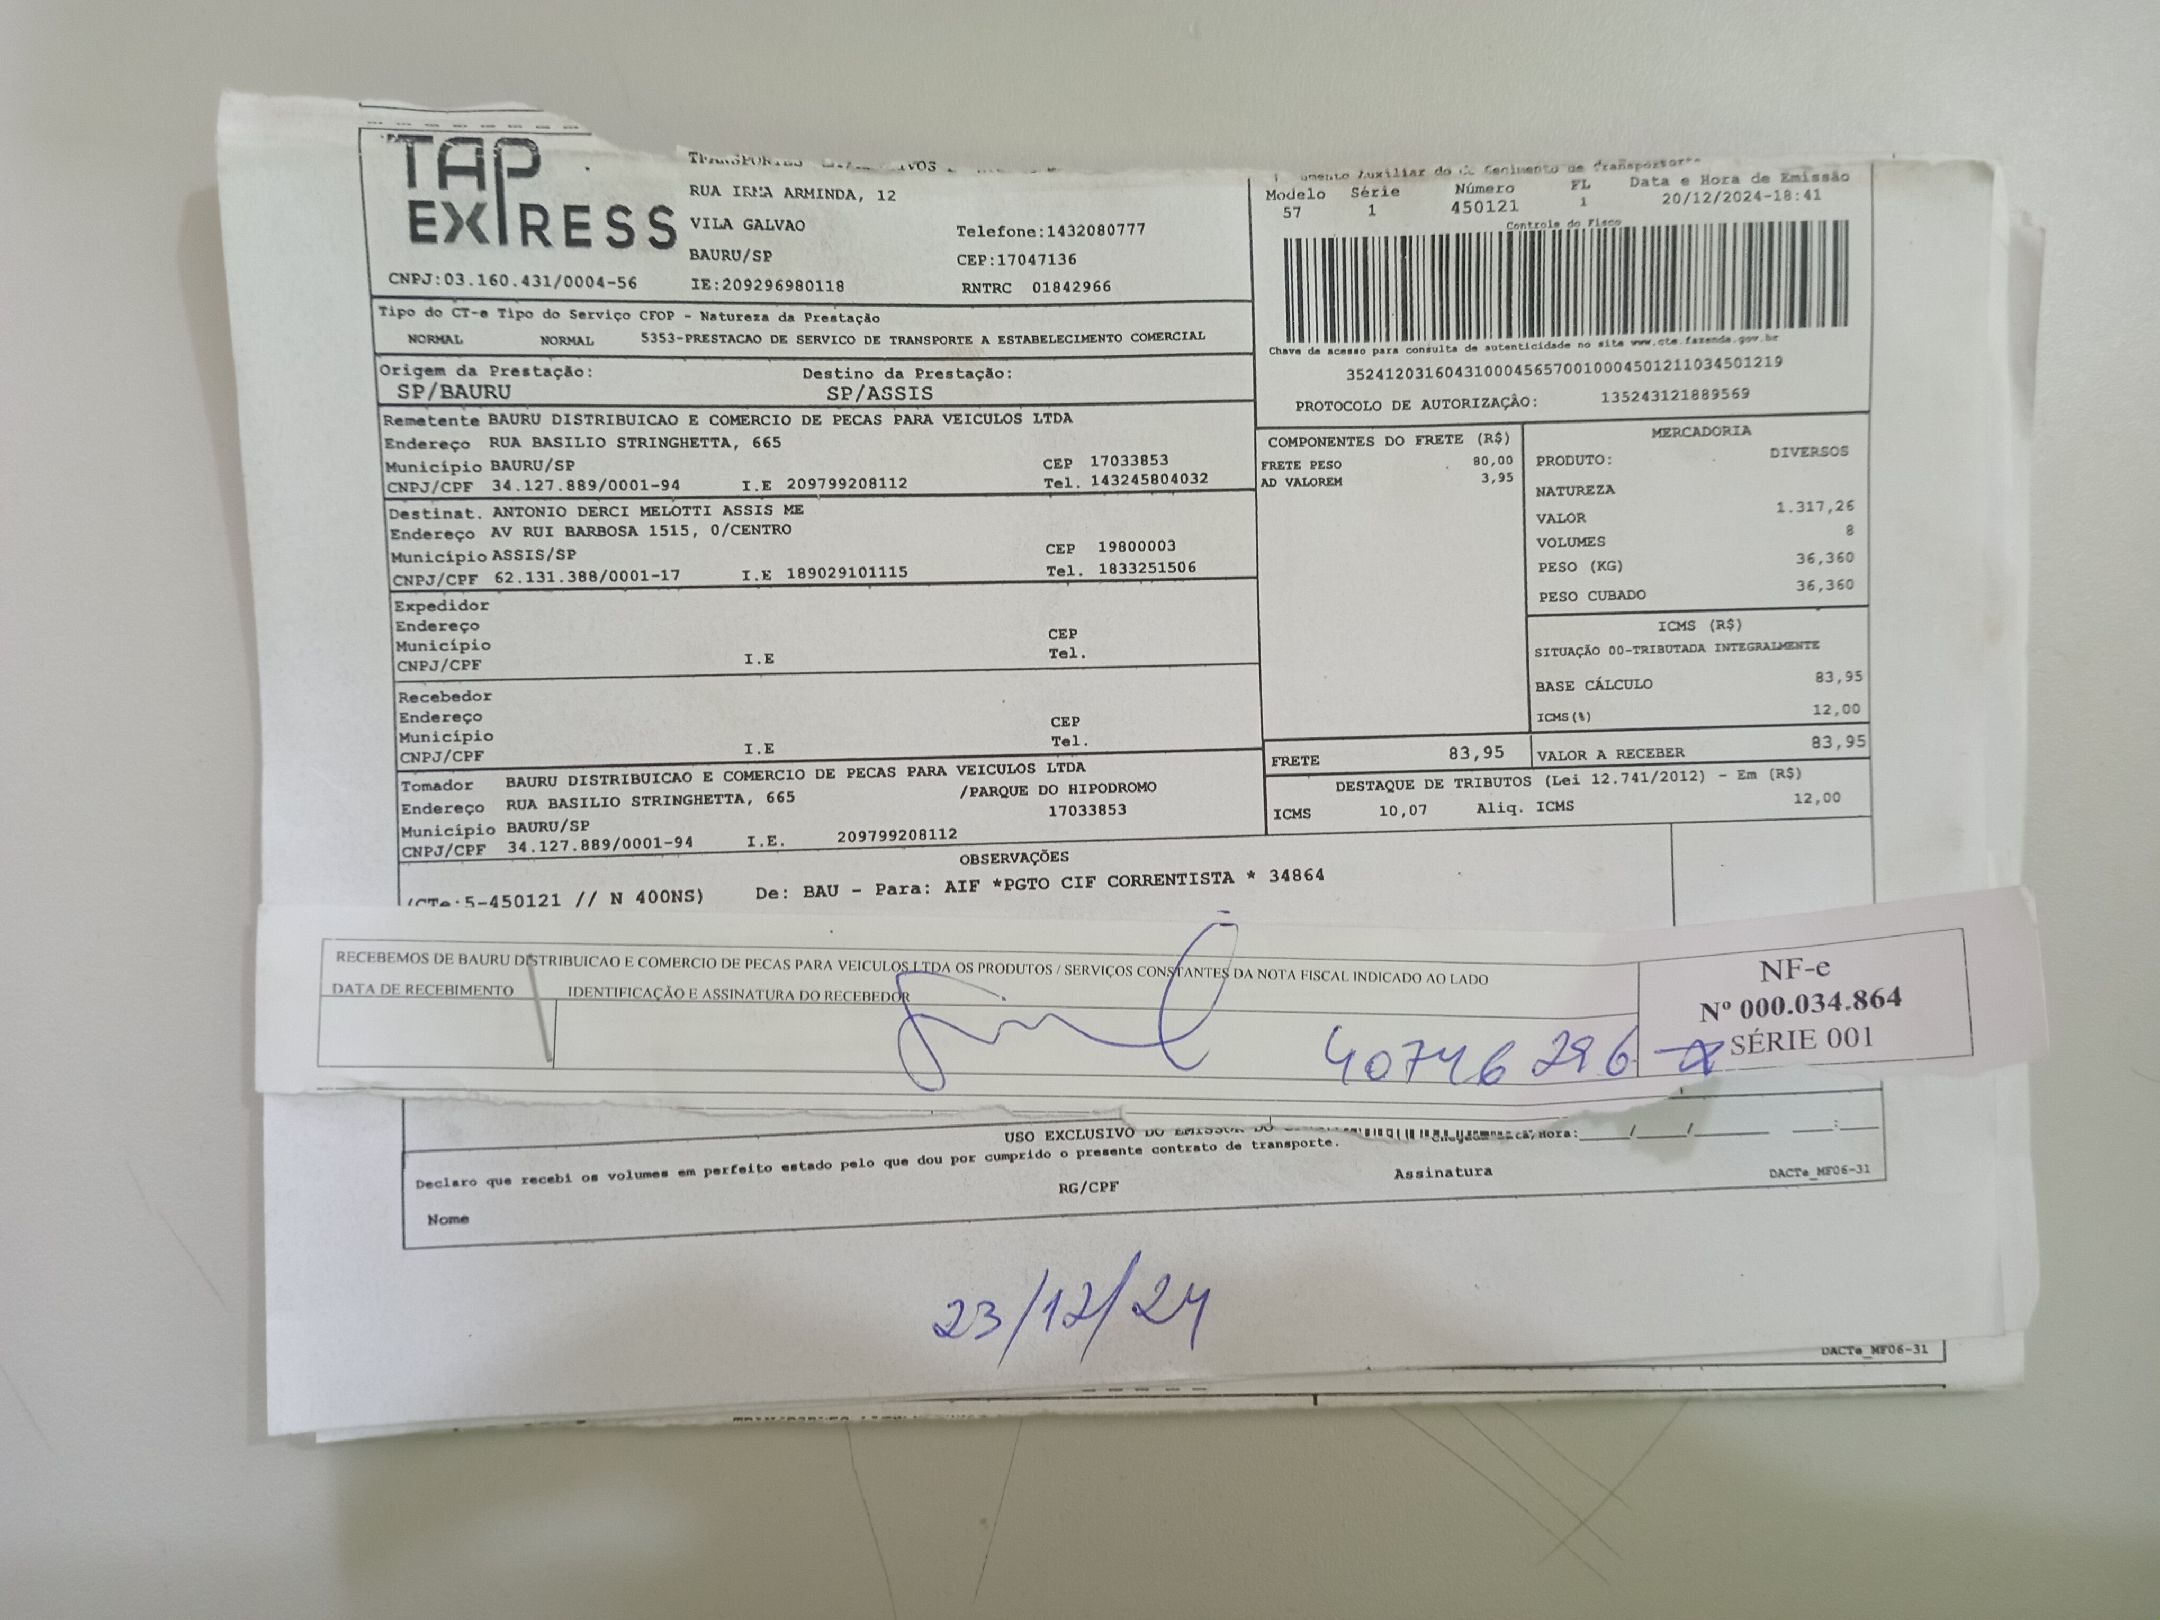 TAP
EXPRESS
RUA IRMA ARMINDA, 12
VILA GALVAO
Telefone:1432080777
BAURU/SP
CEP:17047136
CNPJ:03.160.431/0004-56
IE:209296980118
RNTRC 01842966
Modelo Série Número FL Data e Hora de Emissão
57 1 450121 1 20/12/2024-18:41
Controle do Fisco
Chave de acesso para consulta de autenticidade no site www.cte.fazenda.gov.br
35241203160431000456570010004501211034501219
PROTOCOLO DE AUTORIZAÇÃO: 135243121889569
Tipo do CT-e Tipo do Serviço CFOP - Natureza da Prestação
NORMAL NORMAL 5353-PRESTACAO DE SERVICO DE TRANSPORTE A ESTABELECIMENTO COMERCIAL
Origem da Prestação: Destino da Prestação:
SP/BAURU SP/ASSIS
Remetente BAURU DISTRIBUICAO E COMERCIO DE PECAS PARA VEICULOS LTDA
Endereço RUA BASILIO STRINGHETTA, 665
Município BAURU/SP CEP 17033853
CNPJ/CPF 34.127.889/0001-94 I.E 209799208112 Tel. 143245804032
Destinat. ANTONIO DERCI MELOTTI ASSIS ME
Endereço AV RUI BARBOSA 1515, 0/CENTRO
Município ASSIS/SP CEP 19800003
CNPJ/CPF 62.131.388/0001-17 I.E 189029101115 Tel. 1833251506
Expedidor
Endereço
Município CEP
CNPJ/CPF I.E Tel.
Recebedor
Endereço
Município CEP
CNPJ/CPF I.E Tel.
Tomador BAURU DISTRIBUICAO E COMERCIO DE PECAS PARA VEICULOS LTDA
Endereço RUA BASILIO STRINGHETTA, 665 /PARQUE DO HIPODROMO
Município BAURU/SP 17033853
CNPJ/CPF 34.127.889/0001-94 I.E. 209799208112
COMPONENTES DO FRETE (R$)
FRETE PESO 80,00
AD VALOREM 3,95
MERCADORIA
PRODUTO: DIVERSOS
NATUREZA
VALOR 1.317,26
VOLUMES 8
PESO (KG) 36,360
PESO CUBADO 36,360
ICMS (R$)
SITUAÇÃO 00-TRIBUTADA INTEGRALMENTE
BASE CÁLCULO 83,95
ICMS(%) 12,00
FRETE 83,95 VALOR A RECEBER 83,95
DESTAQUE DE TRIBUTOS (Lei 12.741/2012) - Em (R$)
ICMS 10,07 Aliq. ICMS 12,00
OBSERVAÇÕES
(CTe:5-450121 // N 400NS) De: BAU - Para: AIF *PGTO CIF CORRENTISTA * 34864
RECEBEMOS DE BAURU DISTRIBUICAO E COMERCIO DE PECAS PARA VEICULOS LTDA OS PRODUTOS / SERVIÇOS CONSTANTES DA NOTA FISCAL INDICADO AO LADO
DATA DE RECEBIMENTO IDENTIFICAÇÃO E ASSINATURA DO RECEBEDOR
NF-e
Nº 000.034.864
SÉRIE 001
40746296
USO EXCLUSIVO DO EMISSOR DO
Hora: / / :
Declaro que recebi os volumes em perfeito estado pelo que dou por cumprido o presente contrato de transporte.
Nome RG/CPF Assinatura DACTe_MF06-31
23/12/24
DACTe_MF06-31